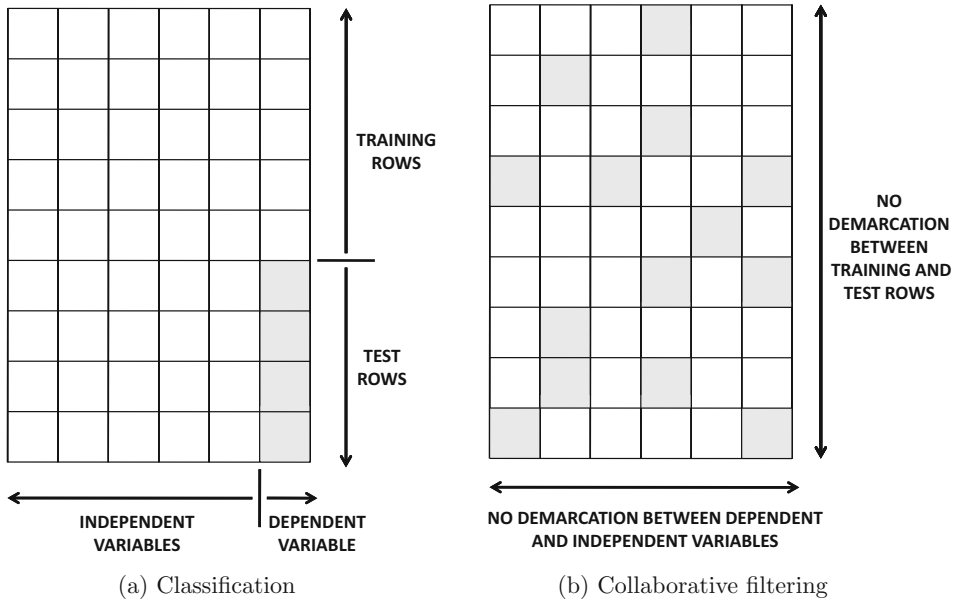 TRAINING
ROWS
TEST
ROWS
INDEPENDENT
VARIABLES
DEPENDENT
VARIABLE
(a) Classification
NO
DEMARCATION
BETWEEN
TRAINING AND
TEST ROWS
NO DEMARCATION BETWEEN DEPENDENT
AND INDEPENDENT VARIABLES
(b) Collaborative filtering